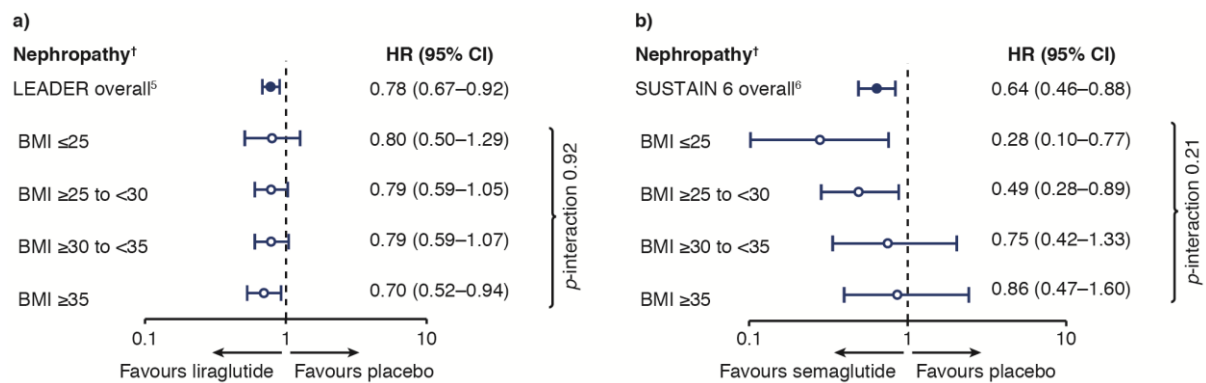 a)
Nephropathy† HR (95% CI)
LEADER overall⁵ 0.78 (0.67–0.92)
BMI ≤25 0.80 (0.50–1.29)
BMI ≥25 to <30 0.79 (0.59–1.05)
BMI ≥30 to <35 0.79 (0.59–1.07)
BMI ≥35 0.70 (0.52–0.94)
p-interaction 0.92
0.1 1 10
Favours liraglutide Favours placebo
b)
Nephropathy† HR (95% CI)
SUSTAIN 6 overall⁶ 0.64 (0.46–0.88)
BMI ≤25 0.28 (0.10–0.77)
BMI ≥25 to <30 0.49 (0.28–0.89)
BMI ≥30 to <35 0.75 (0.42–1.33)
BMI ≥35 0.86 (0.47–1.60)
p-interaction 0.21
0.1 1 10
Favours semaglutide Favours placebo